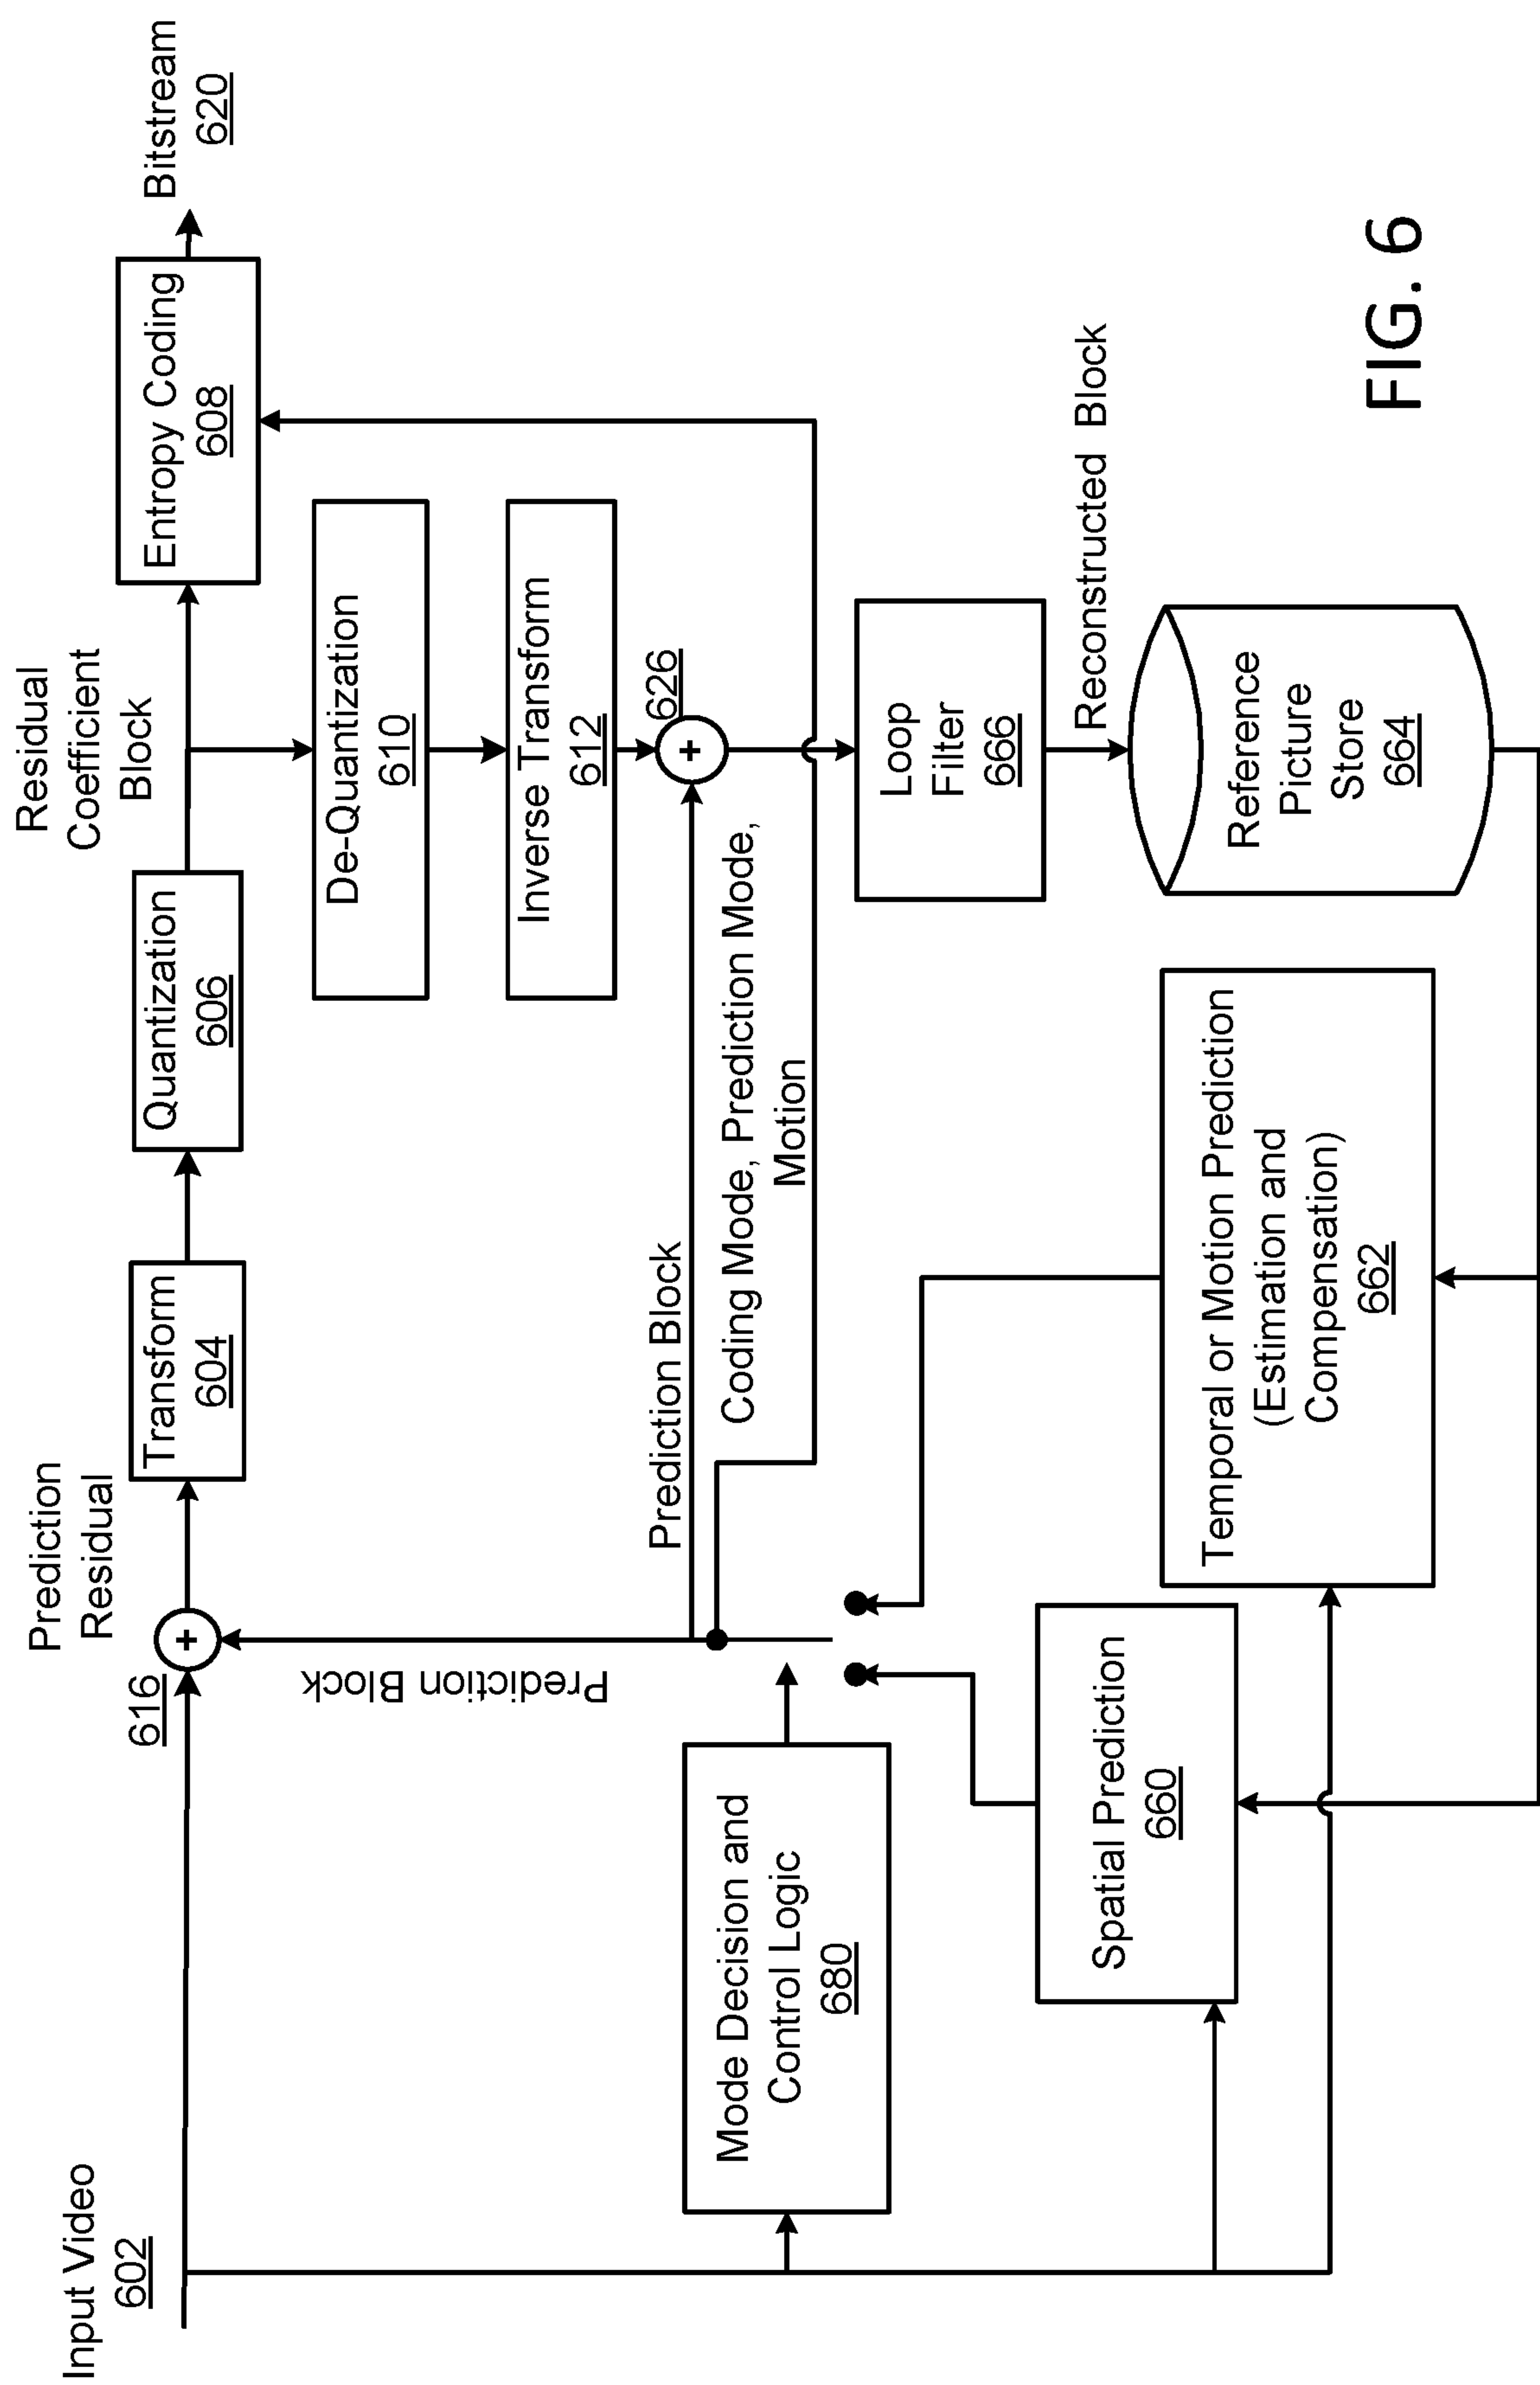 Input Video
602
616
Prediction
Residual
Transform
604
Quantization
606
Residual
Coefficient
Block
Entropy Coding
608
Bitstream
620
Prediction Block
De-Quantization
610
Inverse Transform
612
626
Prediction Block
Coding Mode, Prediction Mode,
Motion
Mode Decision and
Control Logic
680
Loop
Filter
666
Reconstructed Block
Spatial Prediction
660
Temporal or Motion Prediction
(Estimation and
Compensation)
662
Reference
Picture
Store
664
FIG. 6